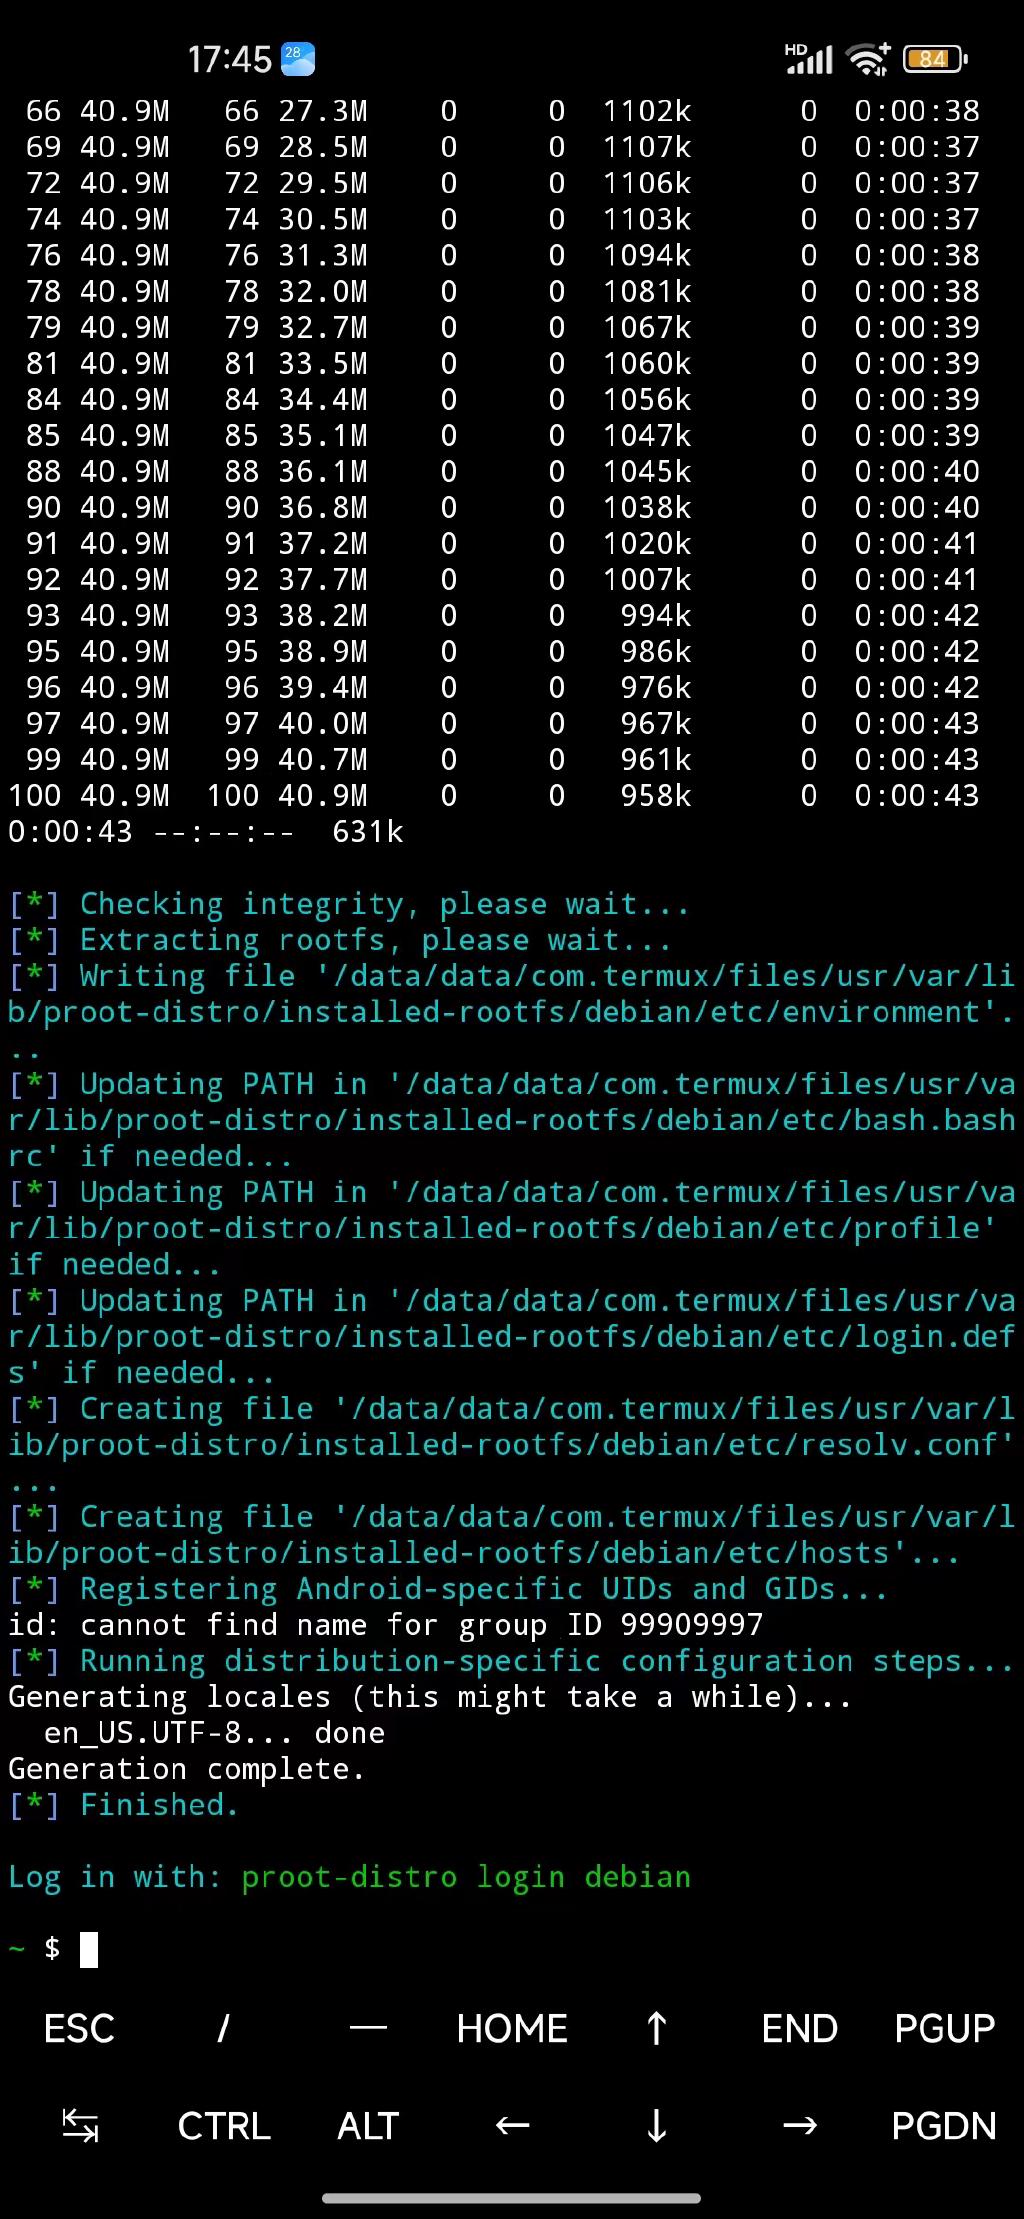 17:45 28 HD 84
66 40.9M 66 27.3M 0 0 1102k 0 0:00:38
69 40.9M 69 28.5M 0 0 1107k 0 0:00:37
72 40.9M 72 29.5M 0 0 1106k 0 0:00:37
74 40.9M 74 30.5M 0 0 1103k 0 0:00:37
76 40.9M 76 31.3M 0 0 1094k 0 0:00:38
78 40.9M 78 32.0M 0 0 1081k 0 0:00:38
79 40.9M 79 32.7M 0 0 1067k 0 0:00:39
81 40.9M 81 33.5M 0 0 1060k 0 0:00:39
84 40.9M 84 34.4M 0 0 1056k 0 0:00:39
85 40.9M 85 35.1M 0 0 1047k 0 0:00:39
88 40.9M 88 36.1M 0 0 1045k 0 0:00:40
90 40.9M 90 36.8M 0 0 1038k 0 0:00:40
91 40.9M 91 37.2M 0 0 1020k 0 0:00:41
92 40.9M 92 37.7M 0 0 1007k 0 0:00:41
93 40.9M 93 38.2M 0 0 994k 0 0:00:42
95 40.9M 95 38.9M 0 0 986k 0 0:00:42
96 40.9M 96 39.4M 0 0 976k 0 0:00:42
97 40.9M 97 40.0M 0 0 967k 0 0:00:43
99 40.9M 99 40.7M 0 0 961k 0 0:00:43
100 40.9M 100 40.9M 0 0 958k 0 0:00:43
0:00:43 --:--:-- 631k
[*] Checking integrity, please wait...
[*] Extracting rootfs, please wait...
[*] Writing file '/data/data/com.termux/files/usr/var/li
b/proot-distro/installed-rootfs/debian/etc/environment'.
..
[*] Updating PATH in '/data/data/com.termux/files/usr/va
r/lib/proot-distro/installed-rootfs/debian/etc/bash.bash
rc' if needed...
[*] Updating PATH in '/data/data/com.termux/files/usr/va
r/lib/proot-distro/installed-rootfs/debian/etc/profile'
if needed...
[*] Updating PATH in '/data/data/com.termux/files/usr/va
r/lib/proot-distro/installed-rootfs/debian/etc/login.def
s' if needed...
[*] Creating file '/data/data/com.termux/files/usr/var/l
ib/proot-distro/installed-rootfs/debian/etc/resolv.conf'
...
[*] Creating file '/data/data/com.termux/files/usr/var/l
ib/proot-distro/installed-rootfs/debian/etc/hosts'...
[*] Registering Android-specific UIDs and GIDs...
id: cannot find name for group ID 99909997
[*] Running distribution-specific configuration steps...
Generating locales (this might take a while)...
en_US.UTF-8... done
Generation complete.
[*] Finished.
Log in with: proot-distro login debian
~ $
ESC / — HOME ↑ END PGUP
↹ CTRL ALT ← ↓ → PGDN